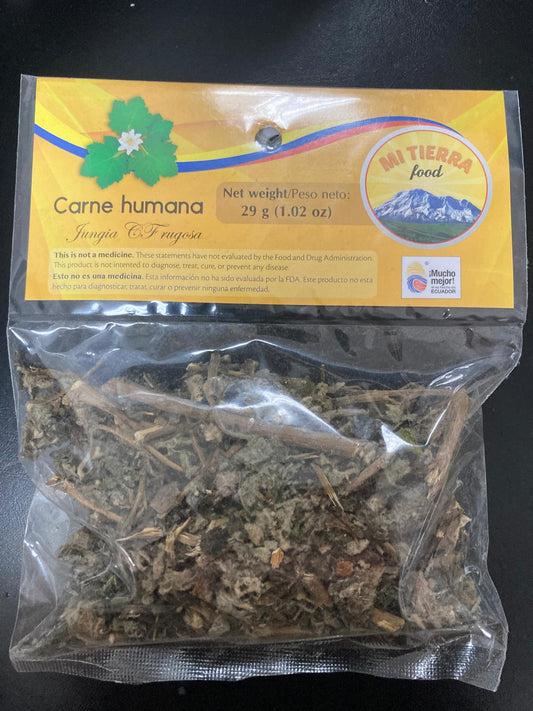 MI TIERRA
food
Net weight/Peso neto:
29 g (1.02 oz)
Carne humana
Jungia C.F rugosa
This is not a medicine. These statements have not evaluated by the Food and Drug Administration.
This product is not intended to diagnose, treat, cure, or prevent any disease.
Esto no es una medicina. Esta información no ha sido evaluada por la FDA. Este producto no esta
hecho para diagnosticar, tratar, curar o prevenir ninguna enfermedad.
¡Mucho
mejor!
ECUADOR